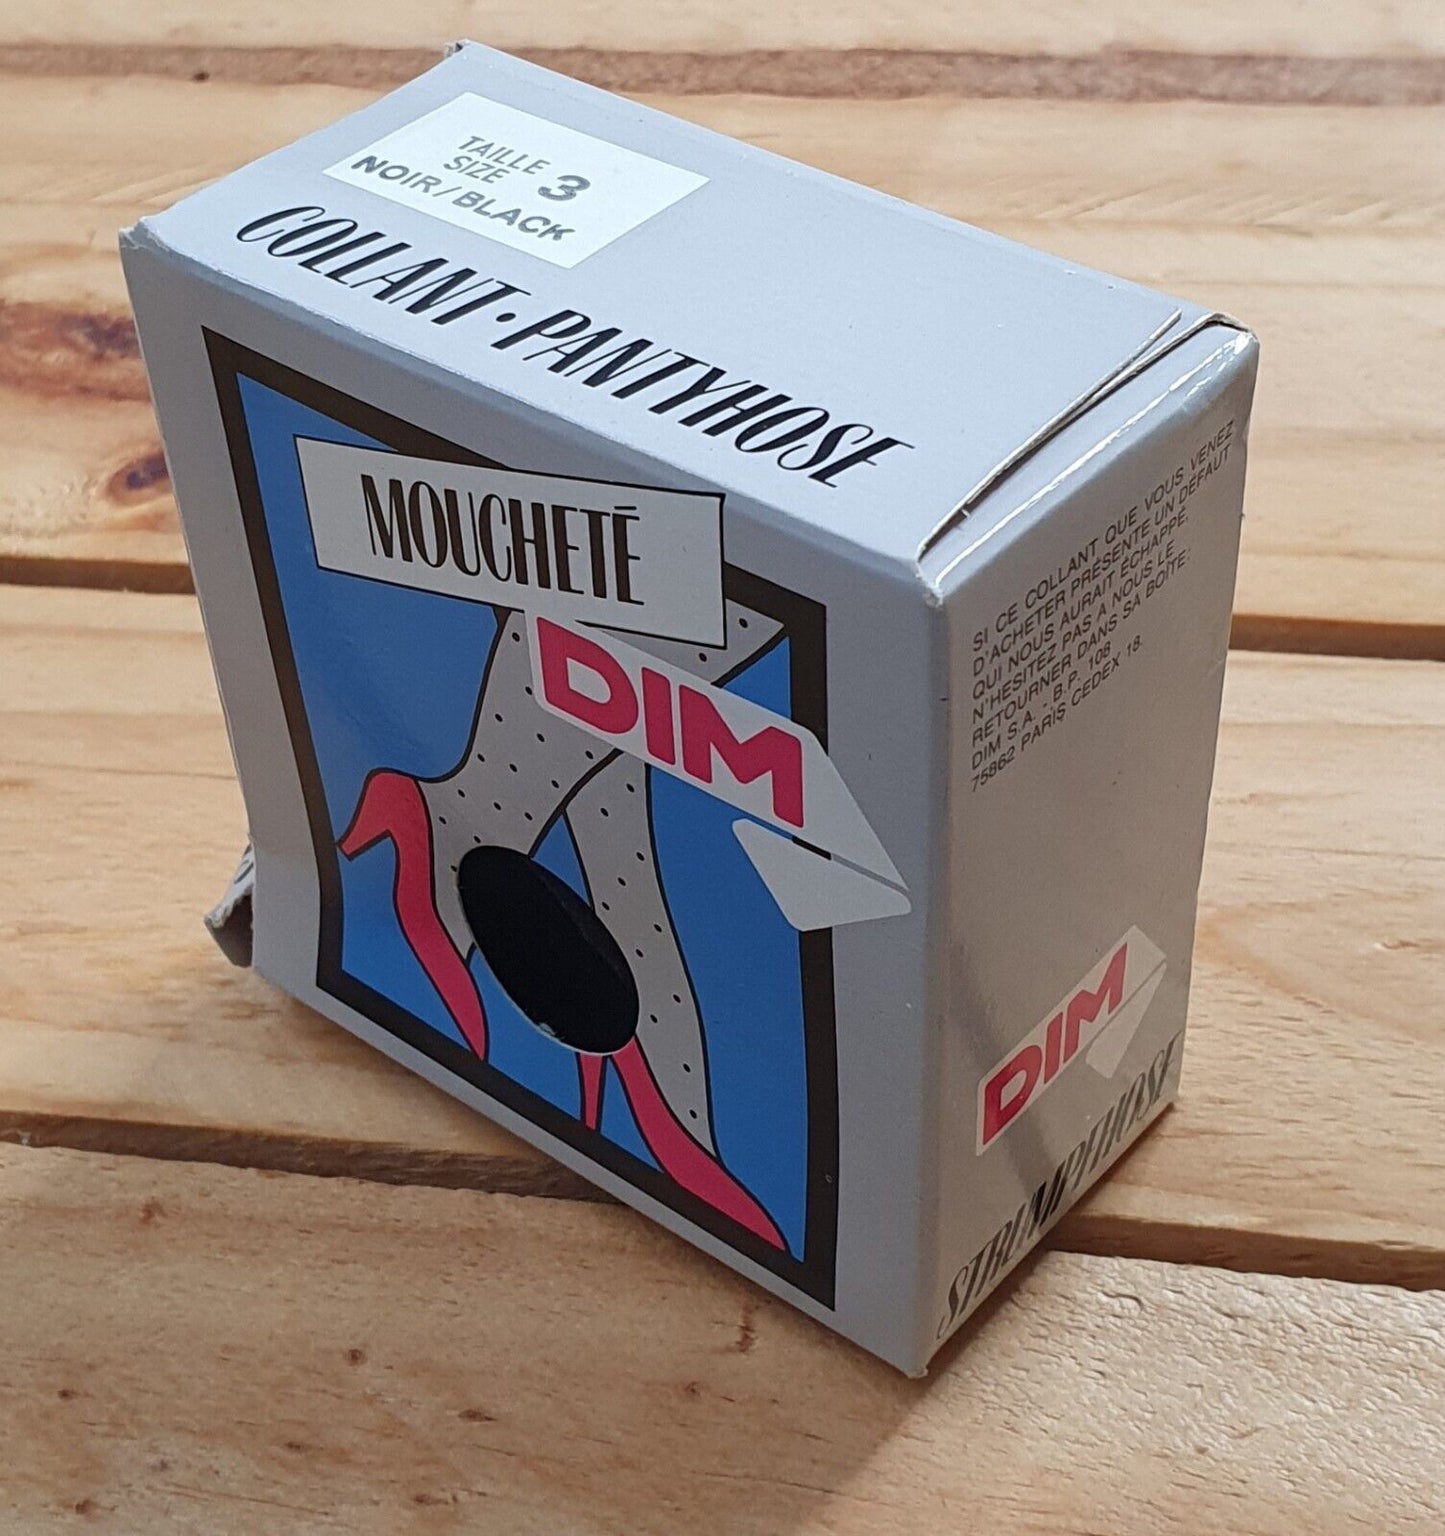 TAILLE
SIZE 3
NOIR/BLACK
COLLANT·PANTYHOSE
MOUCHETÉ
DIM
SI CE COLLANT QUE VOUS VENEZ
D'ACHETER PRÉSENTE UN DÉFAUT
QUI NOUS AURAIT ÉCHAPPÉ,
N'HÉSITEZ PAS A NOUS LE
RETOURNER DANS SA BOÎTE:
DIM S.A. - B.P. 108
75862 PARIS CEDEX 18.
DIM
STRUMPFHOSE